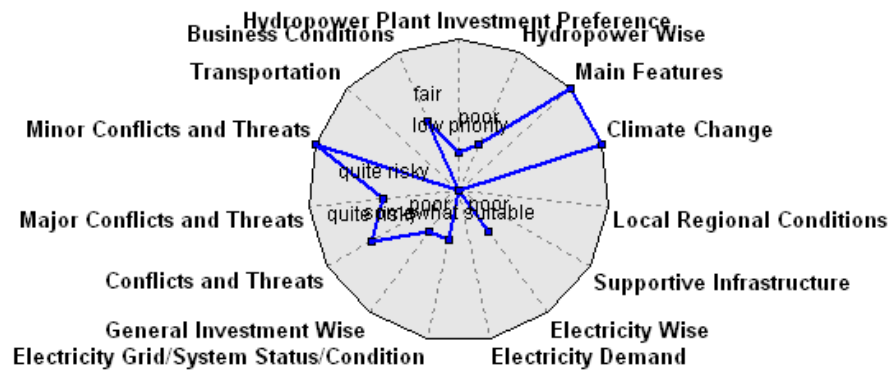 Hydropower Plant Investment Preference
Business Conditions
Hydropower Wise
Transportation
Main Features
fair
poor
low priority
Minor Conflicts and Threats
Climate Change
quite risky
poor
poor
quite risky
somewhat suitable
Major Conflicts and Threats
Local Regional Conditions
Conflicts and Threats
Supportive Infrastructure
General Investment Wise
Electricity Wise
Electricity Grid/System Status/Condition
Electricity Demand